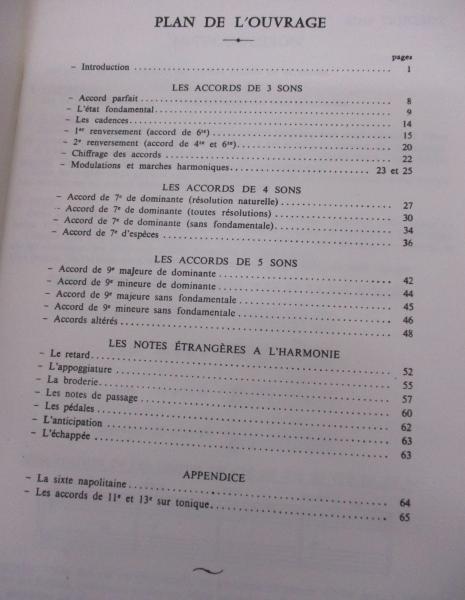 PLAN DE L'OUVRAGE
pages
– Introduction ........ 1
LES ACCORDS DE 3 SONS
– Accord parfait ........ 8
– L'état fondamental ........ 9
– Les cadences ........ 14
– 1er renversement (accord de 6te) ........ 15
– 2e renversement (accord de 4te et 6te) ........ 20
– Chiffrage des accords ........ 22
– Modulations et marches harmoniques ........ 23 et 25
LES ACCORDS DE 4 SONS
– Accord de 7e de dominante (résolution naturelle) ........ 27
– Accord de 7e de dominante (toutes résolutions) ........ 30
– Accord de 7e de dominante (sans fondamentale) ........ 34
– Accord de 7e d'espèces ........ 36
LES ACCORDS DE 5 SONS
– Accord de 9e majeure de dominante ........ 42
– Accord de 9e mineure de dominante ........ 44
– Accord de 9e majeure sans fondamentale ........ 45
– Accord de 9e mineure sans fondamentale ........ 46
– Accords altérés ........ 48
LES NOTES ÉTRANGÈRES A L'HARMONIE
– Le retard ........ 52
– L'appoggiature ........ 55
– La broderie ........ 57
– Les notes de passage ........ 60
– Les pédales ........ 62
– L'anticipation ........ 63
– L'échappée ........ 63
APPENDICE
– La sixte napolitaine ........ 64
– Les accords de 11e et 13e sur tonique ........ 65